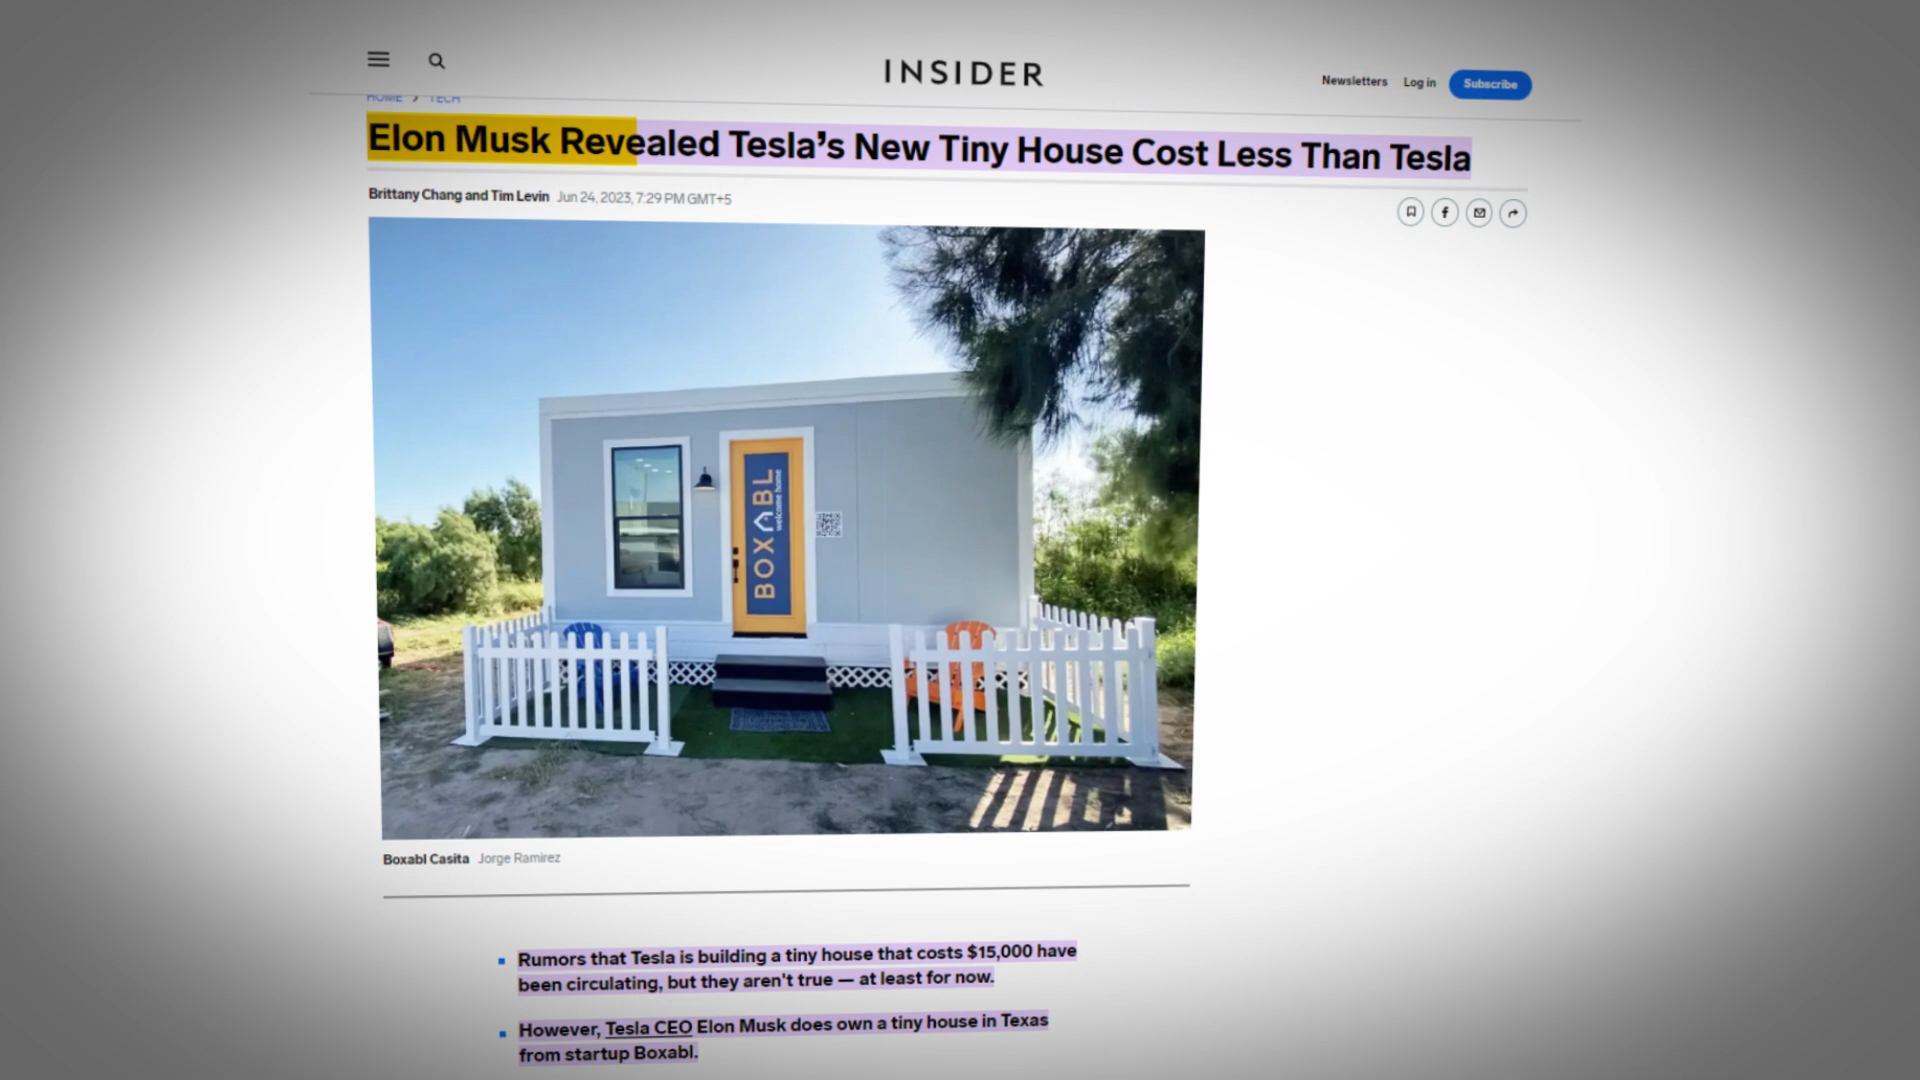 INSIDER
Newsletters Log in Subscribe
HOME > TECH
Elon Musk Revealed Tesla's New Tiny House Cost Less Than Tesla
Brittany Chang and Tim Levin Jun 24, 2023, 7:29 PM GMT+5
BOXABL
welcome home
Boxabl Casita Jorge Ramirez
Rumors that Tesla is building a tiny house that costs $15,000 have
been circulating, but they aren't true — at least for now.
However, Tesla CEO Elon Musk does own a tiny house in Texas
from startup Boxabl.